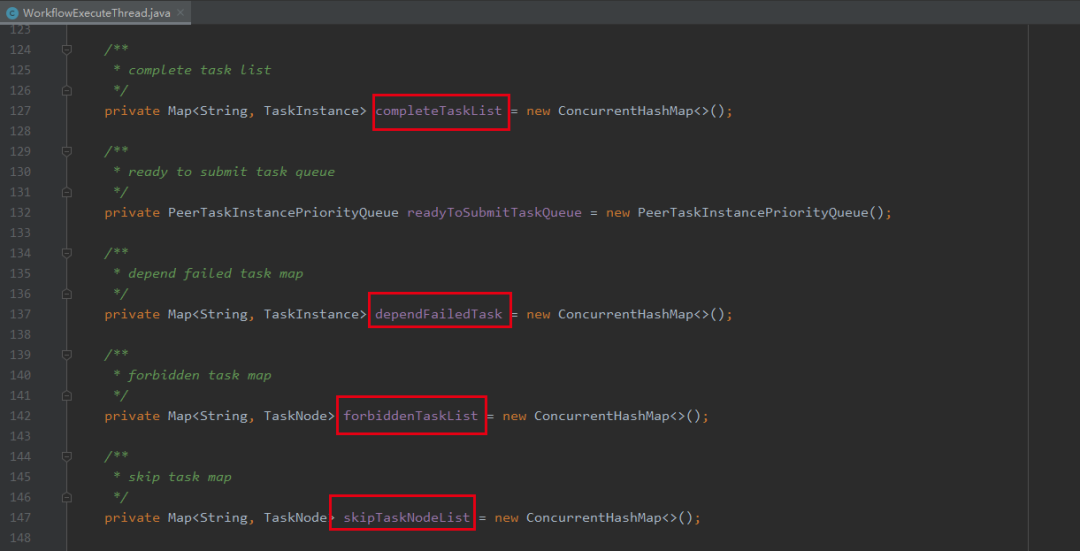 WorkflowExecuteThread.java
123
124 /**
125 * complete task list
126 */
127 private Map<String, TaskInstance> completeTaskList = new ConcurrentHashMap<>();
128
129 /**
130 * ready to submit task queue
131 */
132 private PeerTaskInstancePriorityQueue readyToSubmitTaskQueue = new PeerTaskInstancePriorityQueue();
133
134 /**
135 * depend failed task map
136 */
137 private Map<String, TaskInstance> dependFailedTask = new ConcurrentHashMap<>();
138
139 /**
140 * forbidden task map
141 */
142 private Map<String, TaskNode> forbiddenTaskList = new ConcurrentHashMap<>();
143
144 /**
145 * skip task map
146 */
147 private Map<String, TaskNode> skipTaskNodeList = new ConcurrentHashMap<>();
148